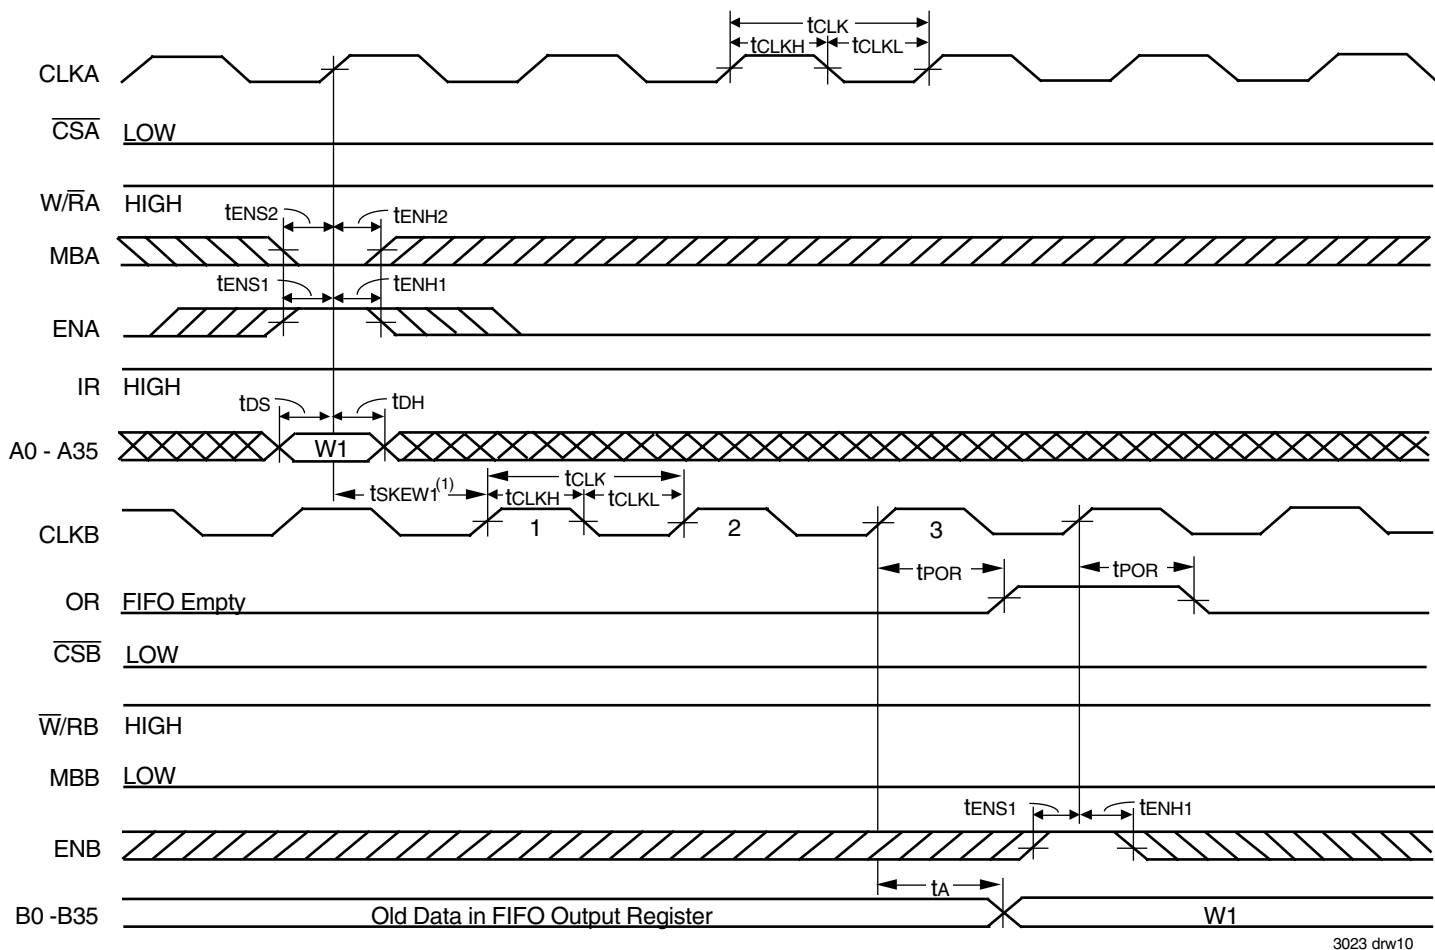 tCLK
tCLKH tCLKL
CLKA
CSA LOW
W/RA HIGH
tENS2 tENH2
MBA
tENS1 tENH1
ENA
IR HIGH
tDS tDH
A0 - A35 W1
tSKEW1(1) tCLK
tCLKH tCLKL
CLKB 1 2 3
tPOR tPOR
OR FIFO Empty
CSB LOW
W/RB HIGH
MBB LOW
tENS1 tENH1
ENB
tA
B0 -B35 Old Data in FIFO Output Register W1
3023 drw10